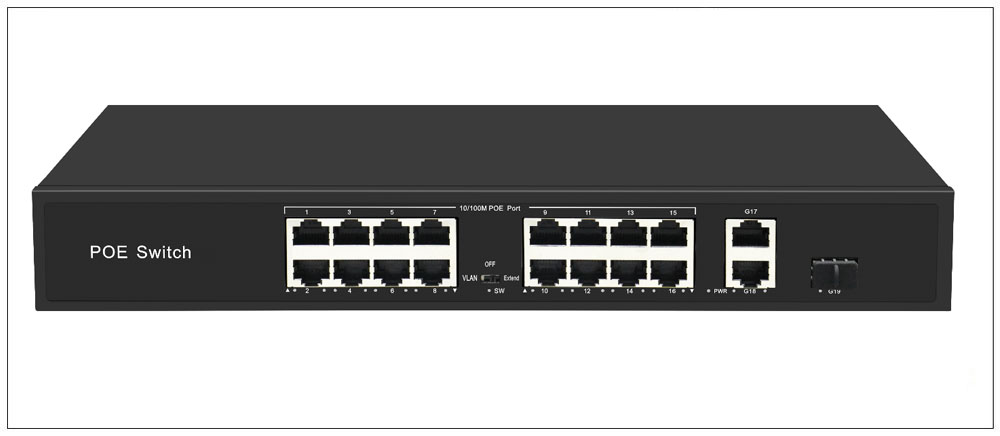 10/100M POE Port
1 3 5 7 9 11 13 15 G17
POE Switch
OFF
VLAN Extend
SW
2 4 6 8 10 12 14 16 PWR G18 G19